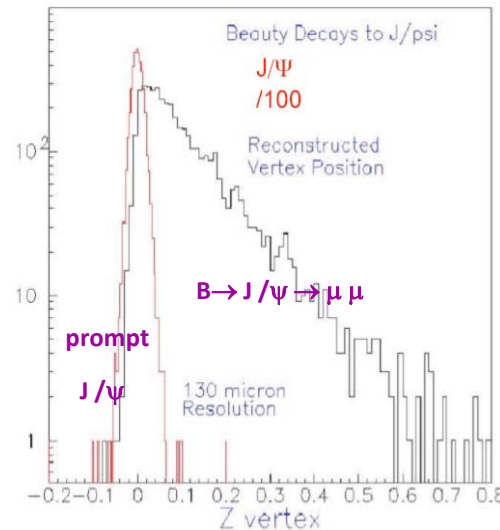 Beauty Decays to J/psi
J/Ψ
/100
10²
Reconstructed
Vertex Position
B→ J /ψ → μ μ
10
prompt
J /ψ
130 micron
Resolution
1
-0.2 -0.1 0 0.1 0.2 0.3 0.4 0.5 0.6 0.7 0.8
Z vertex